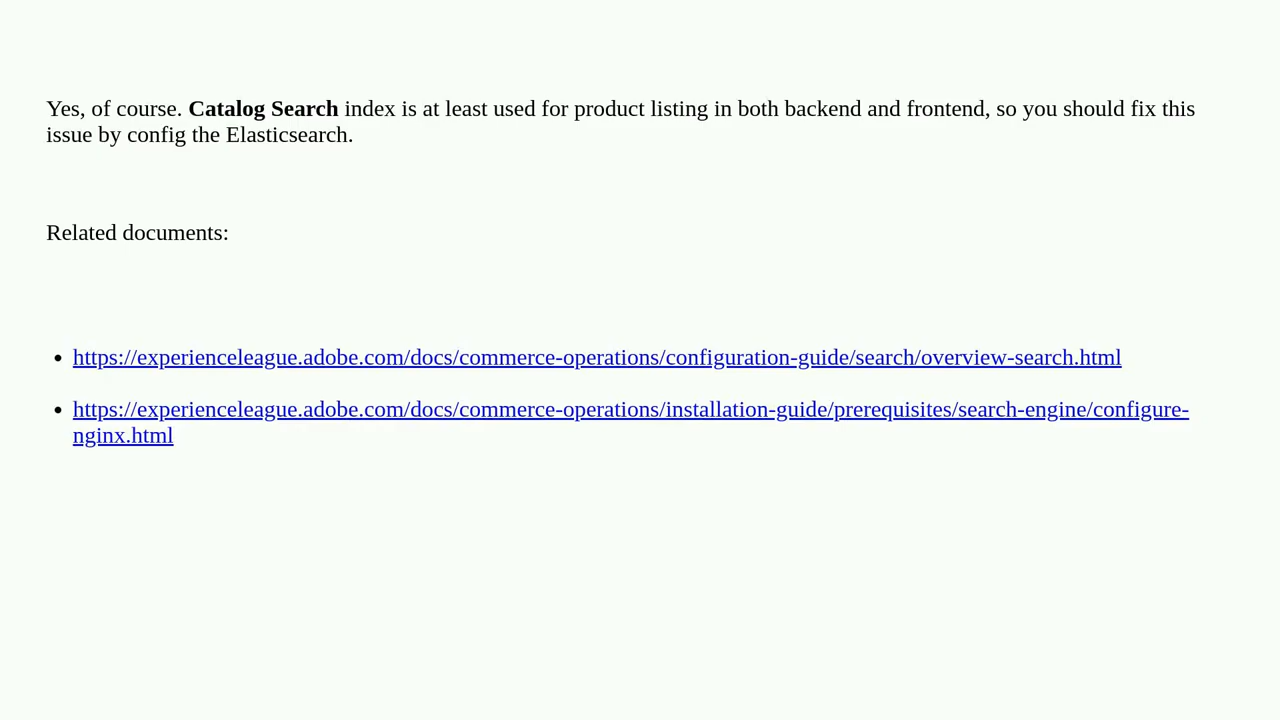 Yes, of course. Catalog Search index is at least used for product listing in both backend and frontend, so you should fix this
issue by config the Elasticsearch.
Related documents:
• https://experienceleague.adobe.com/docs/commerce-operations/configuration-guide/search/overview-search.html
• https://experienceleague.adobe.com/docs/commerce-operations/installation-guide/prerequisites/search-engine/configure-
nginx.html